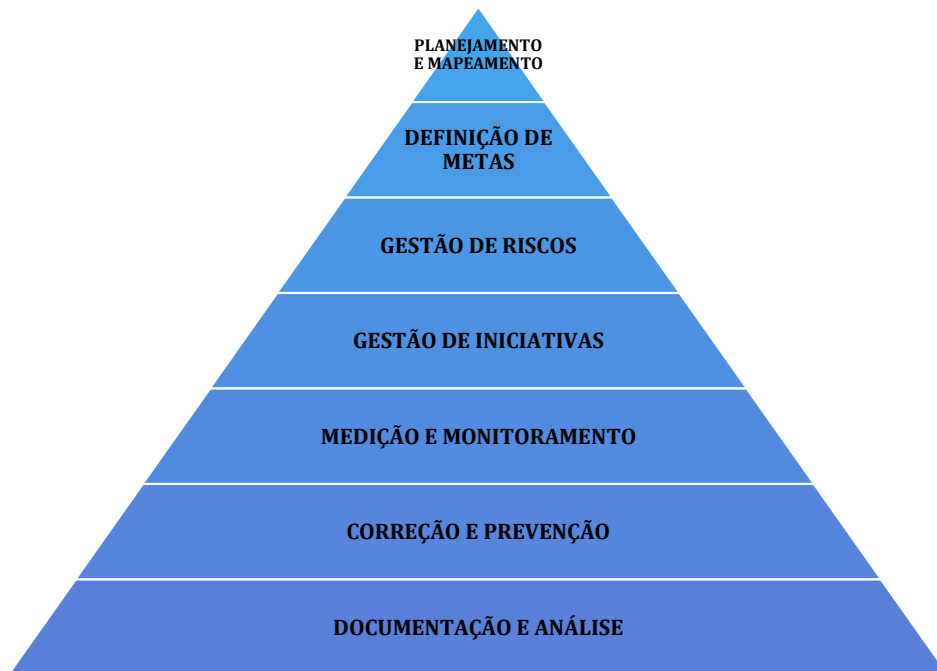 PLANEJAMENTO
E MAPEAMENTO
DEFINIÇÃO DE
METAS
GESTÃO DE RISCOS
GESTÃO DE INICIATIVAS
MEDIÇÃO E MONITORAMENTO
CORREÇÃO E PREVENÇÃO
DOCUMENTAÇÃO E ANÁLISE